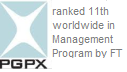 ranked 11th
worldwide in
Management
Program by FT
PGPX